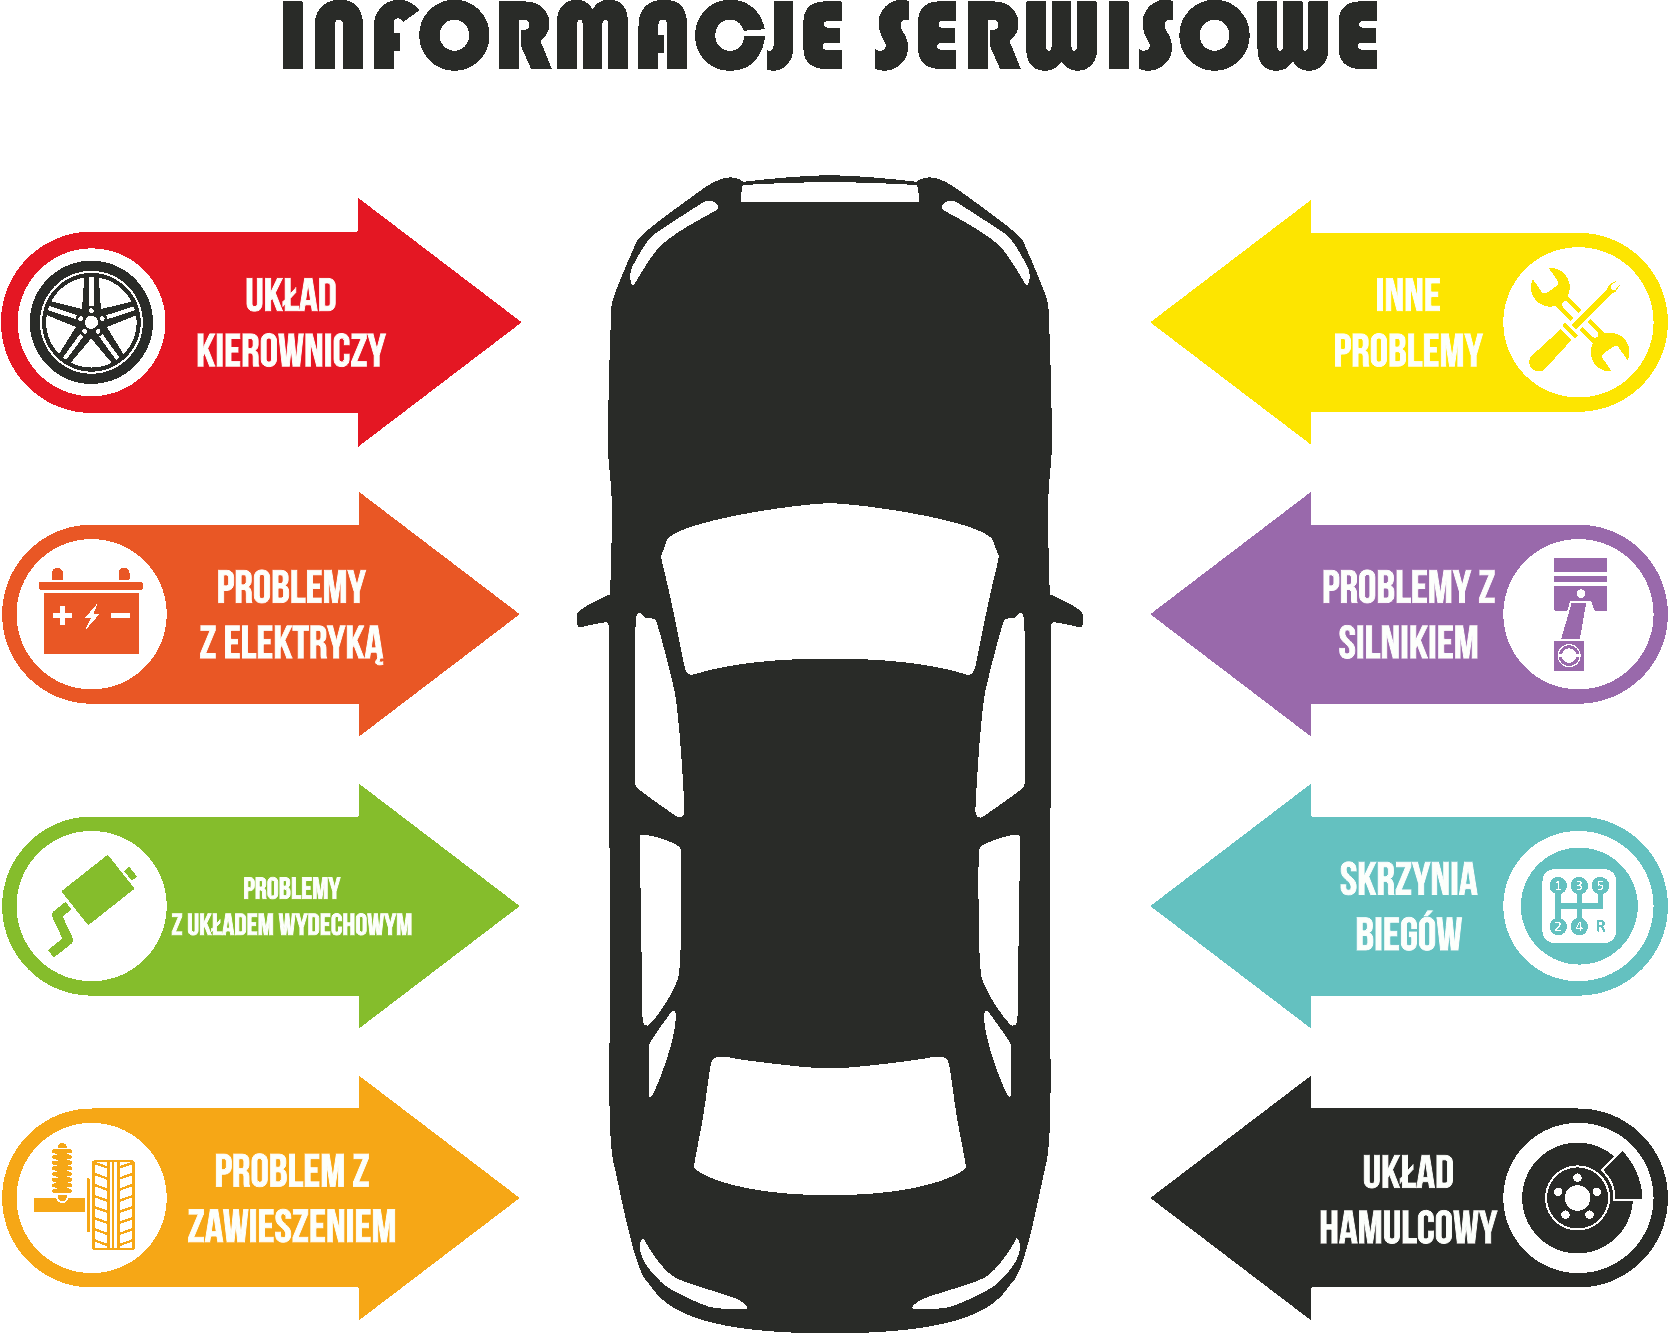 INFORMACJE SERWISOWE
UKŁAD
KIEROWNICZY
INNE
PROBLEMY
PROBLEMY
Z ELEKTRYKĄ
PROBLEMY Z
SILNIKIEM
PROBLEMY
Z UKŁADEM WYDECHOWYM
SKRZYNIA
BIEGÓW
1 3 5
2 4 R
PROBLEM Z
ZAWIESZENIEM
UKŁAD
HAMULCOWY